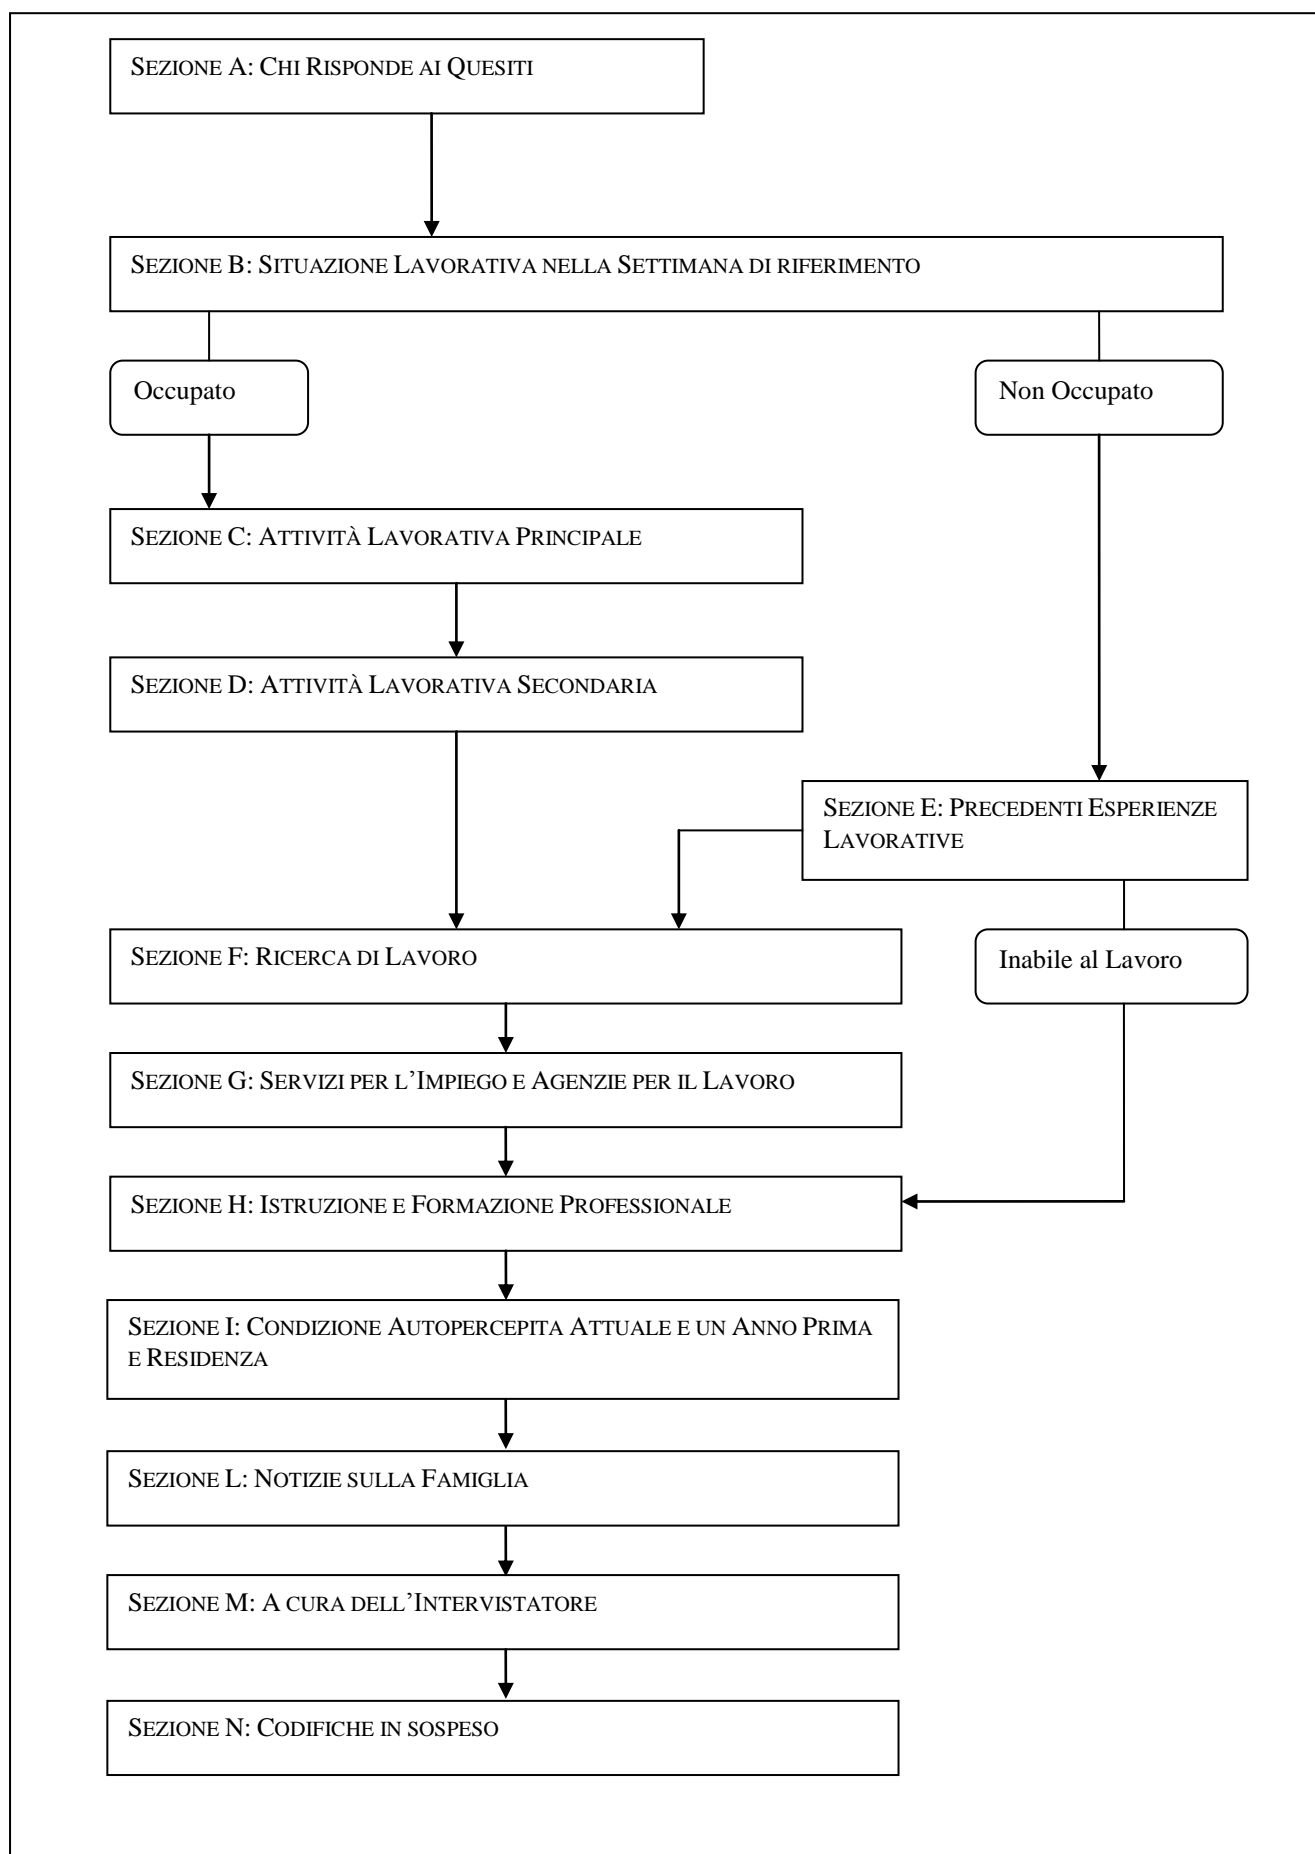 SEZIONE A: CHI RISPONDE AI QUESITI
SEZIONE B: SITUAZIONE LAVORATIVA NELLA SETTIMANA DI RIFERIMENTO
Occupato
Non Occupato
SEZIONE C: ATTIVITÀ LAVORATIVA PRINCIPALE
SEZIONE D: ATTIVITÀ LAVORATIVA SECONDARIA
SEZIONE E: PRECEDENTI ESPERIENZE
LAVORATIVE
SEZIONE F: RICERCA DI LAVORO
Inabile al Lavoro
SEZIONE G: SERVIZI PER L’IMPIEGO E AGENZIE PER IL LAVORO
SEZIONE H: ISTRUZIONE E FORMAZIONE PROFESSIONALE
SEZIONE I: CONDIZIONE AUTOPERCEPITA ATTUALE E UN ANNO PRIMA
E RESIDENZA
SEZIONE L: NOTIZIE SULLA FAMIGLIA
SEZIONE M: A CURA DELL’INTERVISTATORE
SEZIONE N: CODIFICHE IN SOSPESO